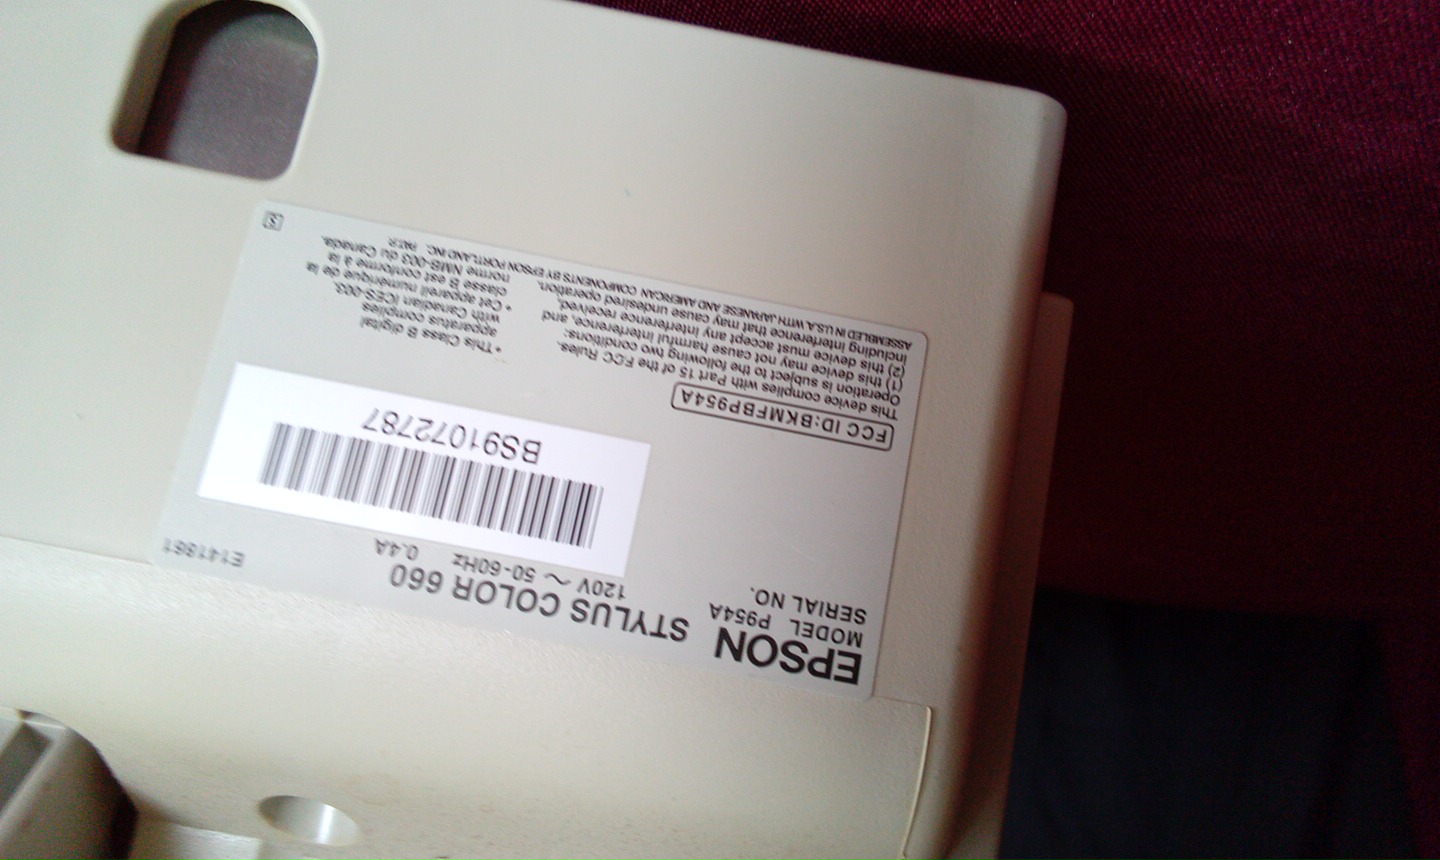 EPSON STYLUS COLOR 660
MODEL P954A 120V ～ 50-60Hz 0.4A
SERIAL NO.
E141861
BS91072787
FCC ID:BKMFBP954A
This device complies with Part 15 of the FCC Rules.
Operation is subject to the following two conditions:
(1) this device may not cause harmful interference, and,
(2) this device must accept any interference received,
including interference that may cause undesired operation.
• This Class B digital
apparatus complies
with Canadian ICES-003.
• Cet appareil numérique de la
classe B est conforme à la
norme NMB-003 du Canada.
ASSEMBLED IN U.S.A. WITH JAPANESE AND AMERICAN COMPONENTS BY EPSON PORTLAND INC. PAT.P.
S